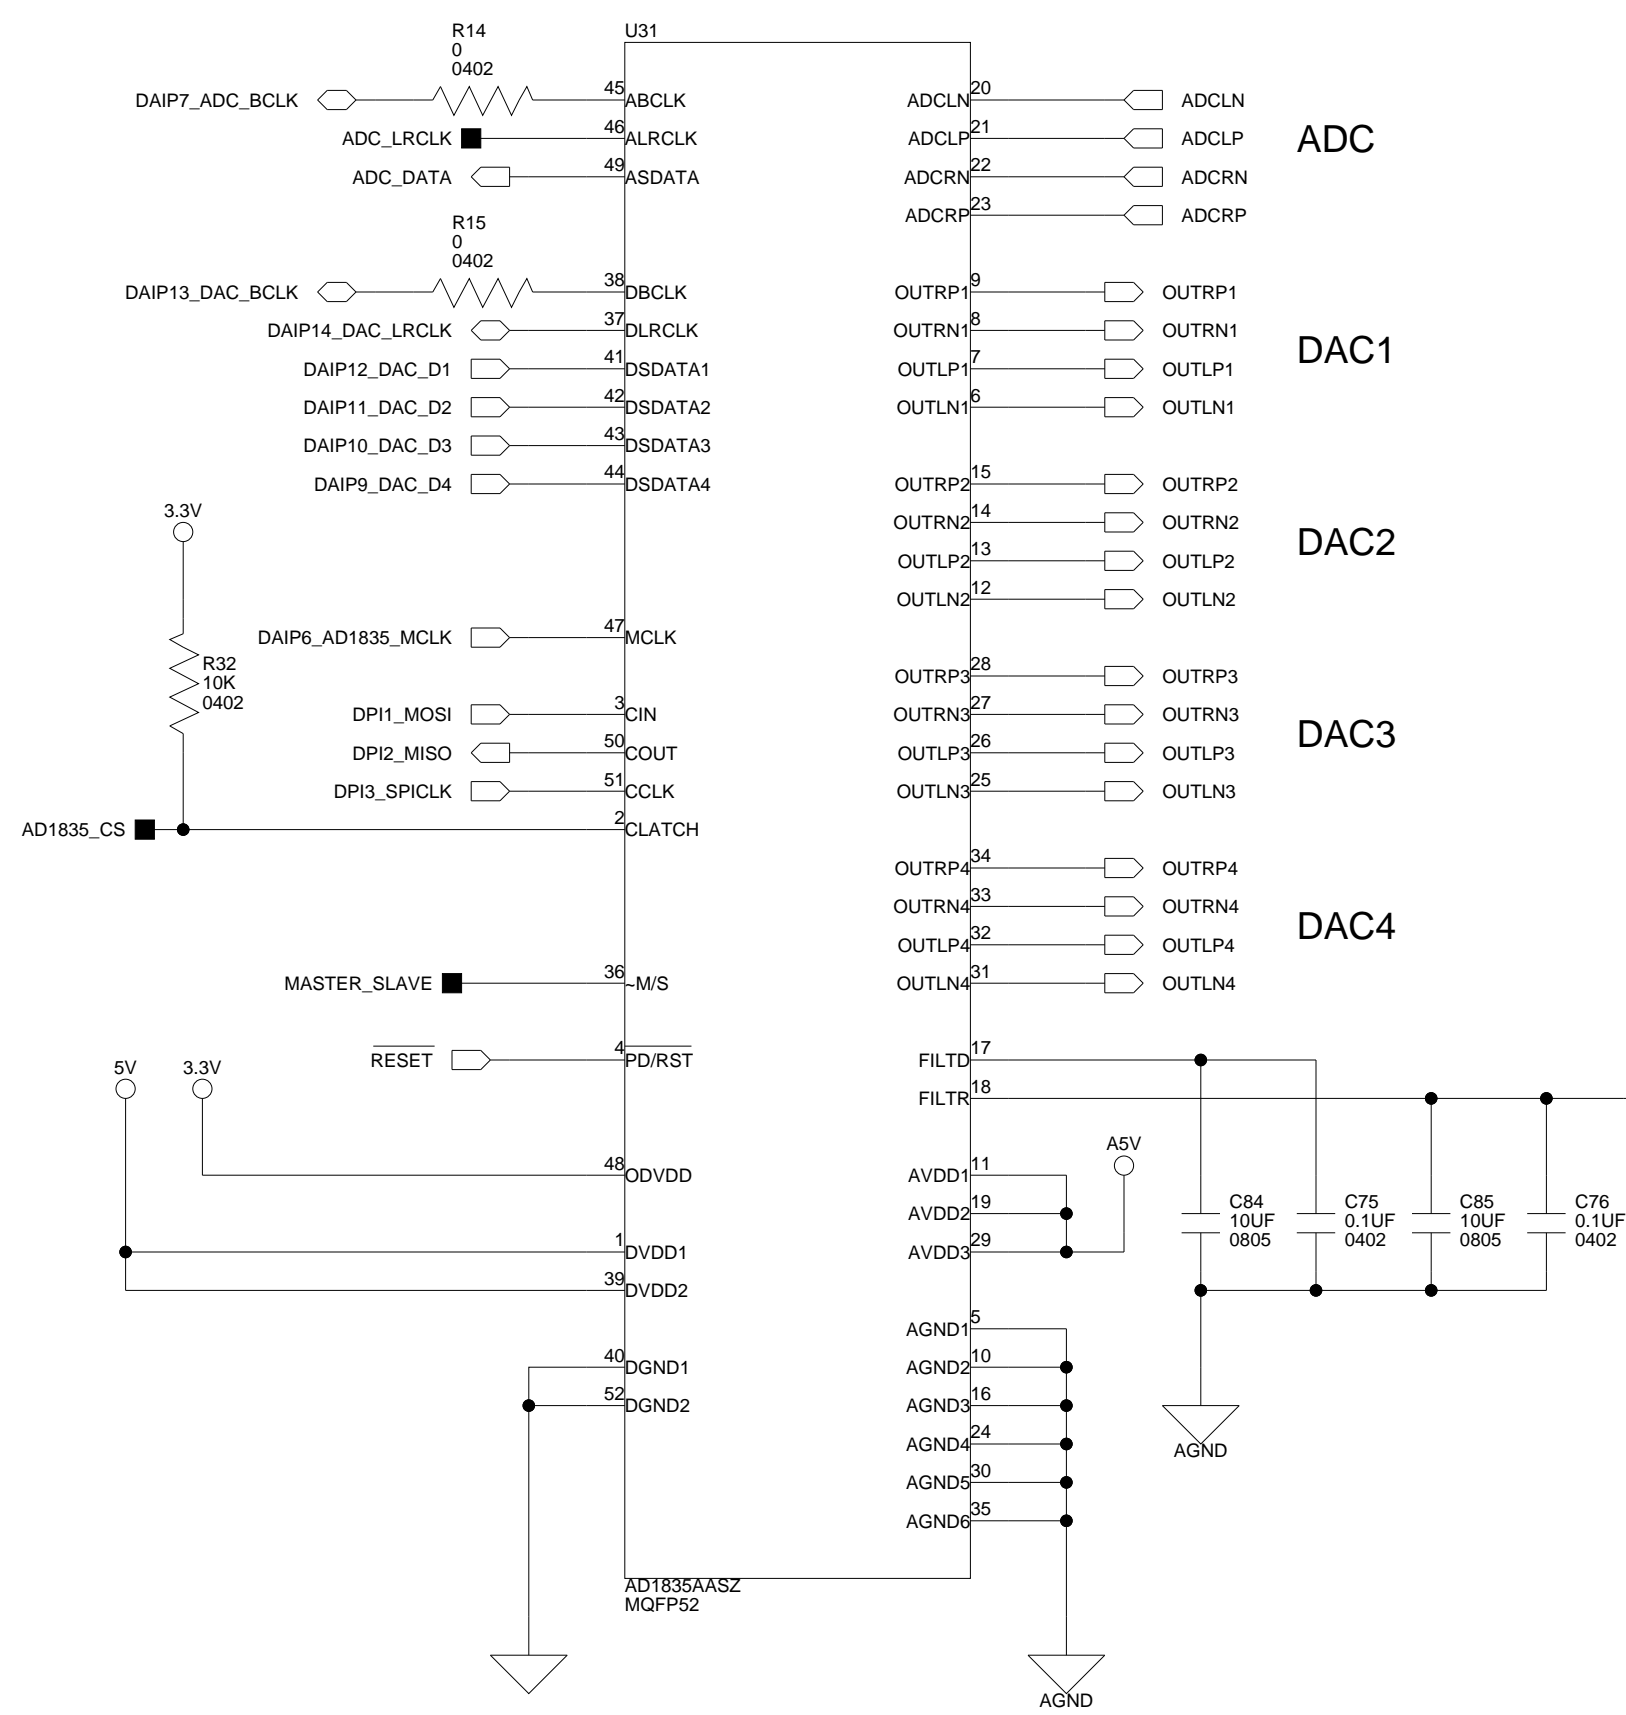 U31
R14
0
0402
DAIP7_ADC_BCLK
45
ABCLK
ADC_LRCLK
46
ALRCLK
ADC_DATA
49
ASDATA
R15
0
0402
DAIP13_DAC_BCLK
38
DBCLK
DAIP14_DAC_LRCLK
37
DLRCLK
DAIP12_DAC_D1
41
DSDATA1
DAIP11_DAC_D2
42
DSDATA2
DAIP10_DAC_D3
43
DSDATA3
DAIP9_DAC_D4
44
DSDATA4
3.3V
R32
10K
0402
DAIP6_AD1835_MCLK
47
MCLK
DPI1_MOSI
3
CIN
DPI2_MISO
50
COUT
DPI3_SPICLK
51
CCLK
AD1835_CS
2
CLATCH
MASTER_SLAVE
36
~M/S
RESET
4
PD/RST
5V
3.3V
48
ODVDD
1
DVDD1
39
DVDD2
40
DGND1
52
DGND2
ADCLN
20
ADCLN
ADCLP
21
ADCLP
ADCRN
22
ADCRN
ADCRP
23
ADCRP
ADC
OUTRP1
9
OUTRP1
OUTRN1
8
OUTRN1
OUTLP1
7
OUTLP1
OUTLN1
6
OUTLN1
DAC1
OUTRP2
15
OUTRP2
OUTRN2
14
OUTRN2
OUTLP2
13
OUTLP2
OUTLN2
12
OUTLN2
DAC2
OUTRP3
28
OUTRP3
OUTRN3
27
OUTRN3
OUTLP3
26
OUTLP3
OUTLN3
25
OUTLN3
DAC3
OUTRP4
34
OUTRP4
OUTRN4
33
OUTRN4
OUTLP4
32
OUTLP4
OUTLN4
31
OUTLN4
DAC4
FILTD
17
FILTR
18
A5V
AVDD1
11
AVDD2
19
AVDD3
29
C84
10UF
0805
C75
0.1UF
0402
C85
10UF
0805
C76
0.1UF
0402
AGND
AGND1
5
AGND2
10
AGND3
16
AGND4
24
AGND5
30
AGND6
35
AGND
AD1835AASZ
MQFP52